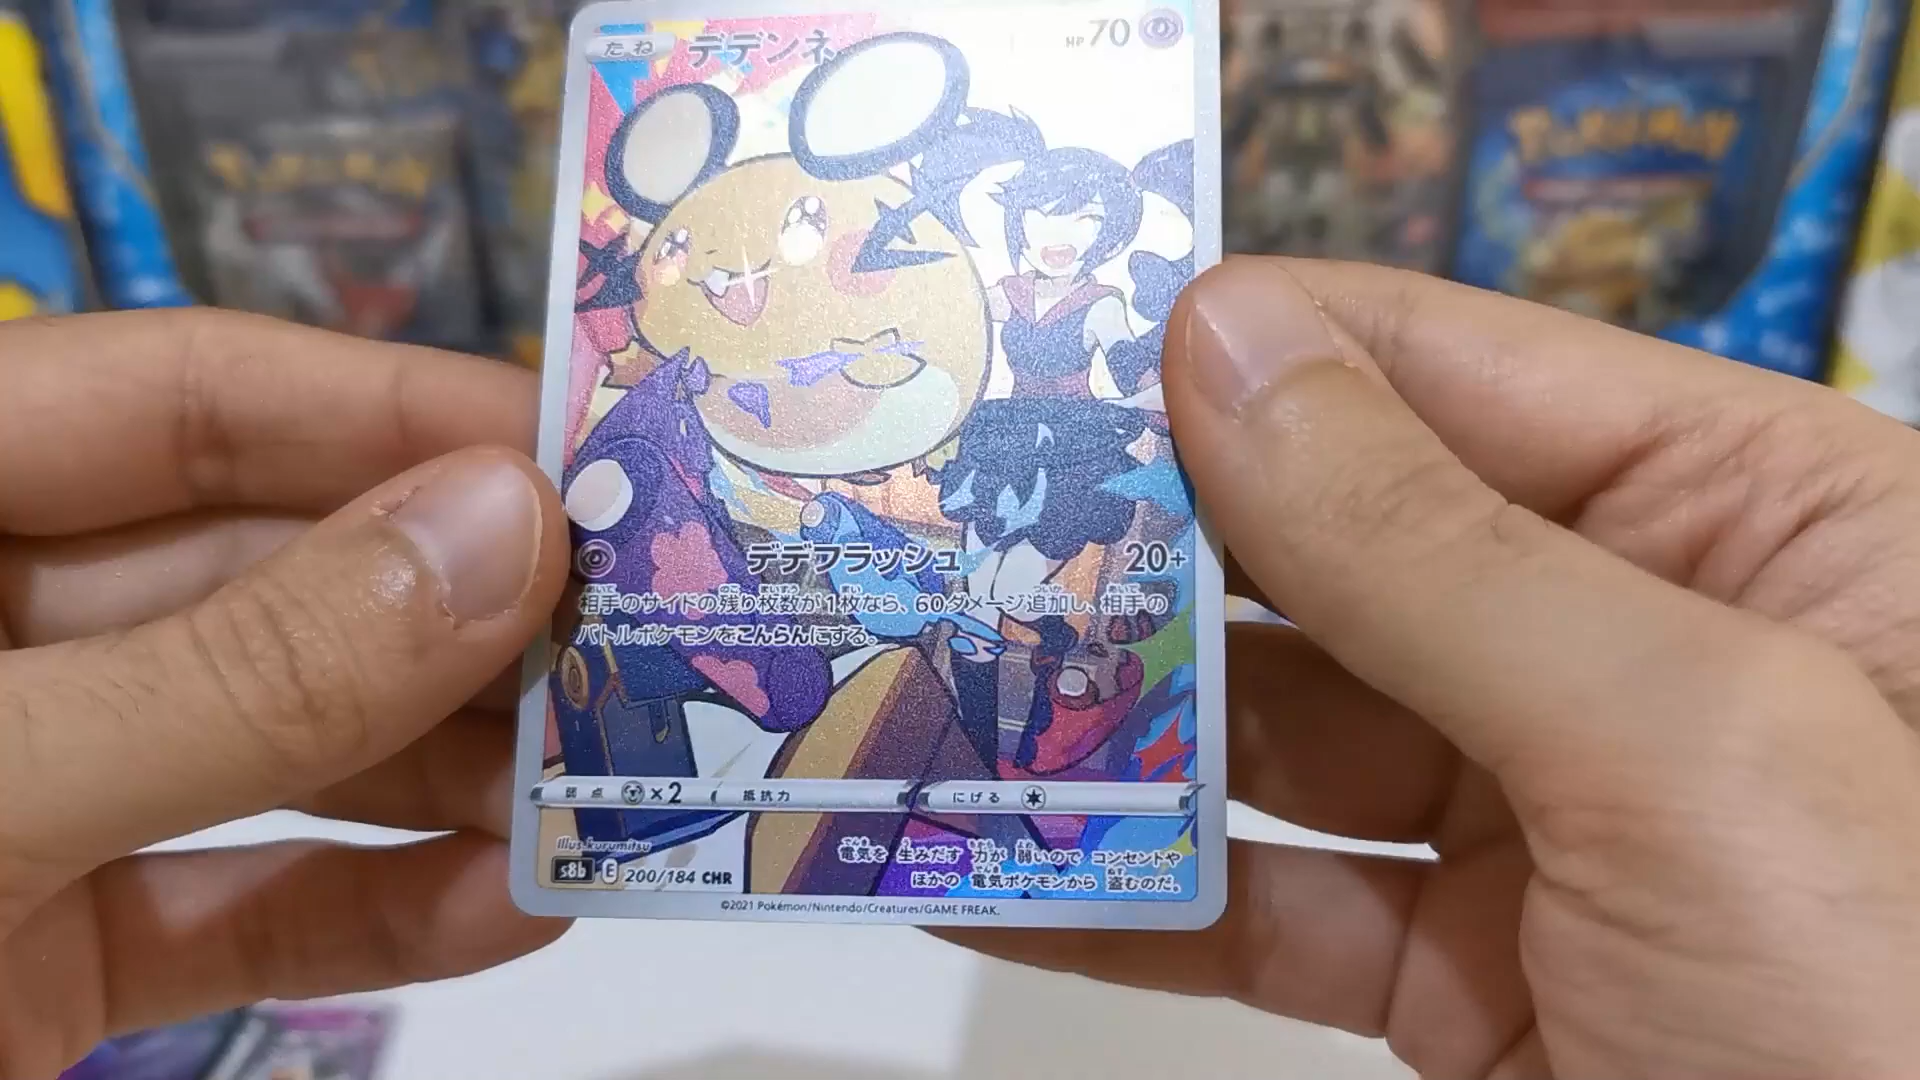 たね デデンネ HP70
POKéMON
POKéMON
デデフラッシュ 20+
相手のサイドの残り枚数が1枚なら、60ダメージ追加し、相手の
バトルポケモンをこんらんにする。
弱点 ×2 抵抗力 にげる
Illus. kurumitsu
s8b E 200/184 CHR
電気を生みだす力が弱いので コンセントや
ほかの電気ポケモンから盗むのだ。
©2021 Pokémon/Nintendo/Creatures/GAME FREAK.